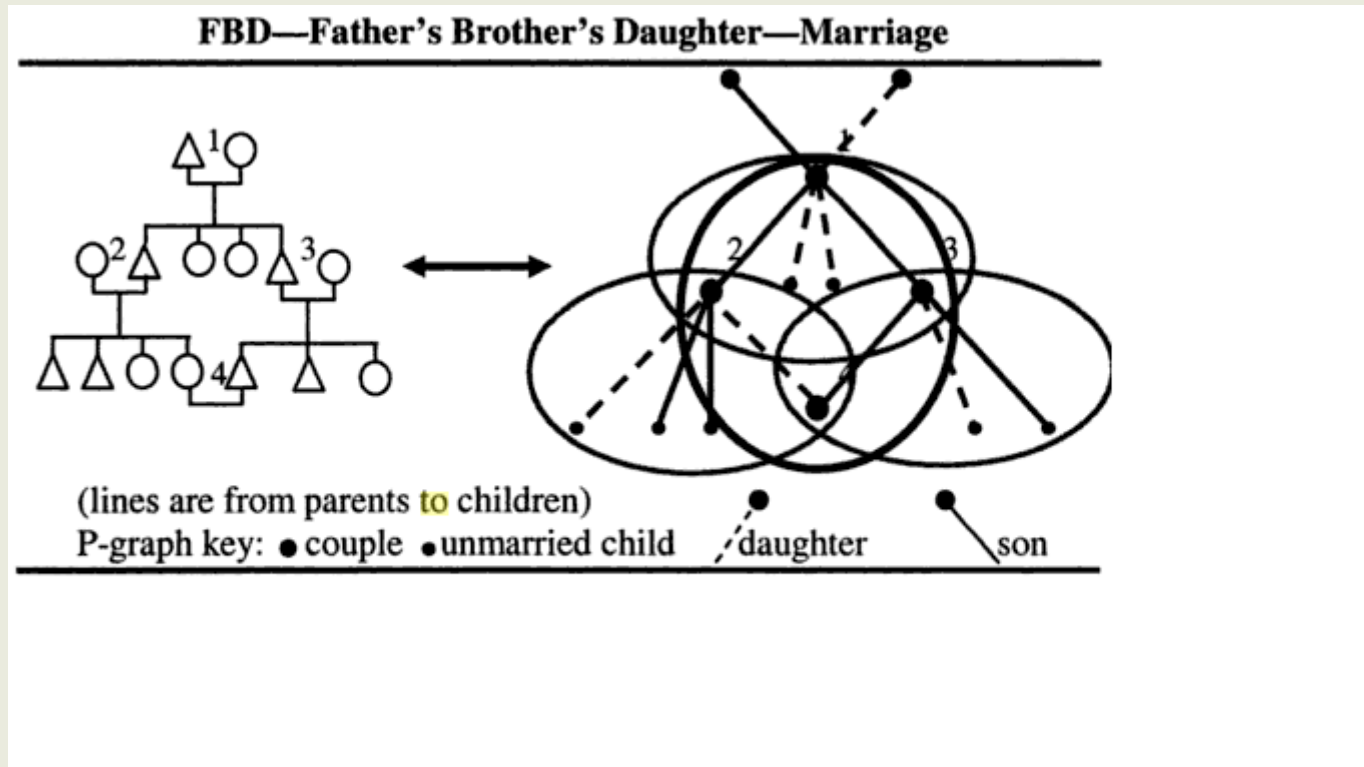 FBD—Father's Brother's Daughter—Marriage
1
1
2
3
2
3
4
(lines are from parents to children)
P-graph key: couple unmarried child daughter son